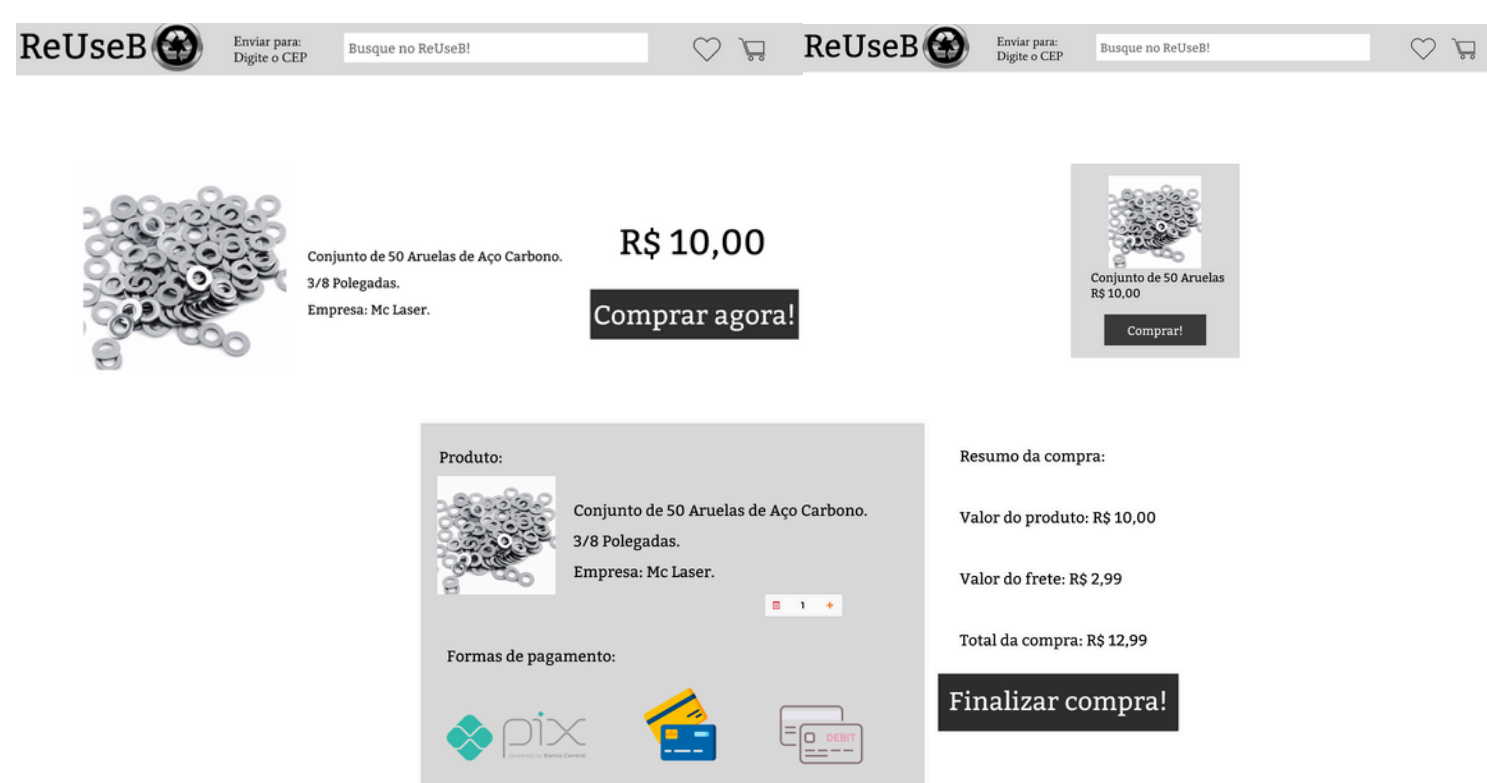 ReUseB
Enviar para:
Digite o CEP
Busque no ReUseB!
ReUseB
Enviar para:
Digite o CEP
Busque no ReUseB!
Conjunto de 50 Aruelas de Aço Carbono.
3/8 Polegadas.
Empresa: Mc Laser.
R$ 10,00
Comprar agora!
Conjunto de 50 Aruelas
R$ 10,00
Comprar!
Produto:
Conjunto de 50 Aruelas de Aço Carbono.
3/8 Polegadas.
Empresa: Mc Laser.
1 +
Formas de pagamento:
pix
powered by Banco Central
DEBIT
Resumo da compra:
Valor do produto: R$ 10,00
Valor do frete: R$ 2,99
Total da compra: R$ 12,99
Finalizar compra!